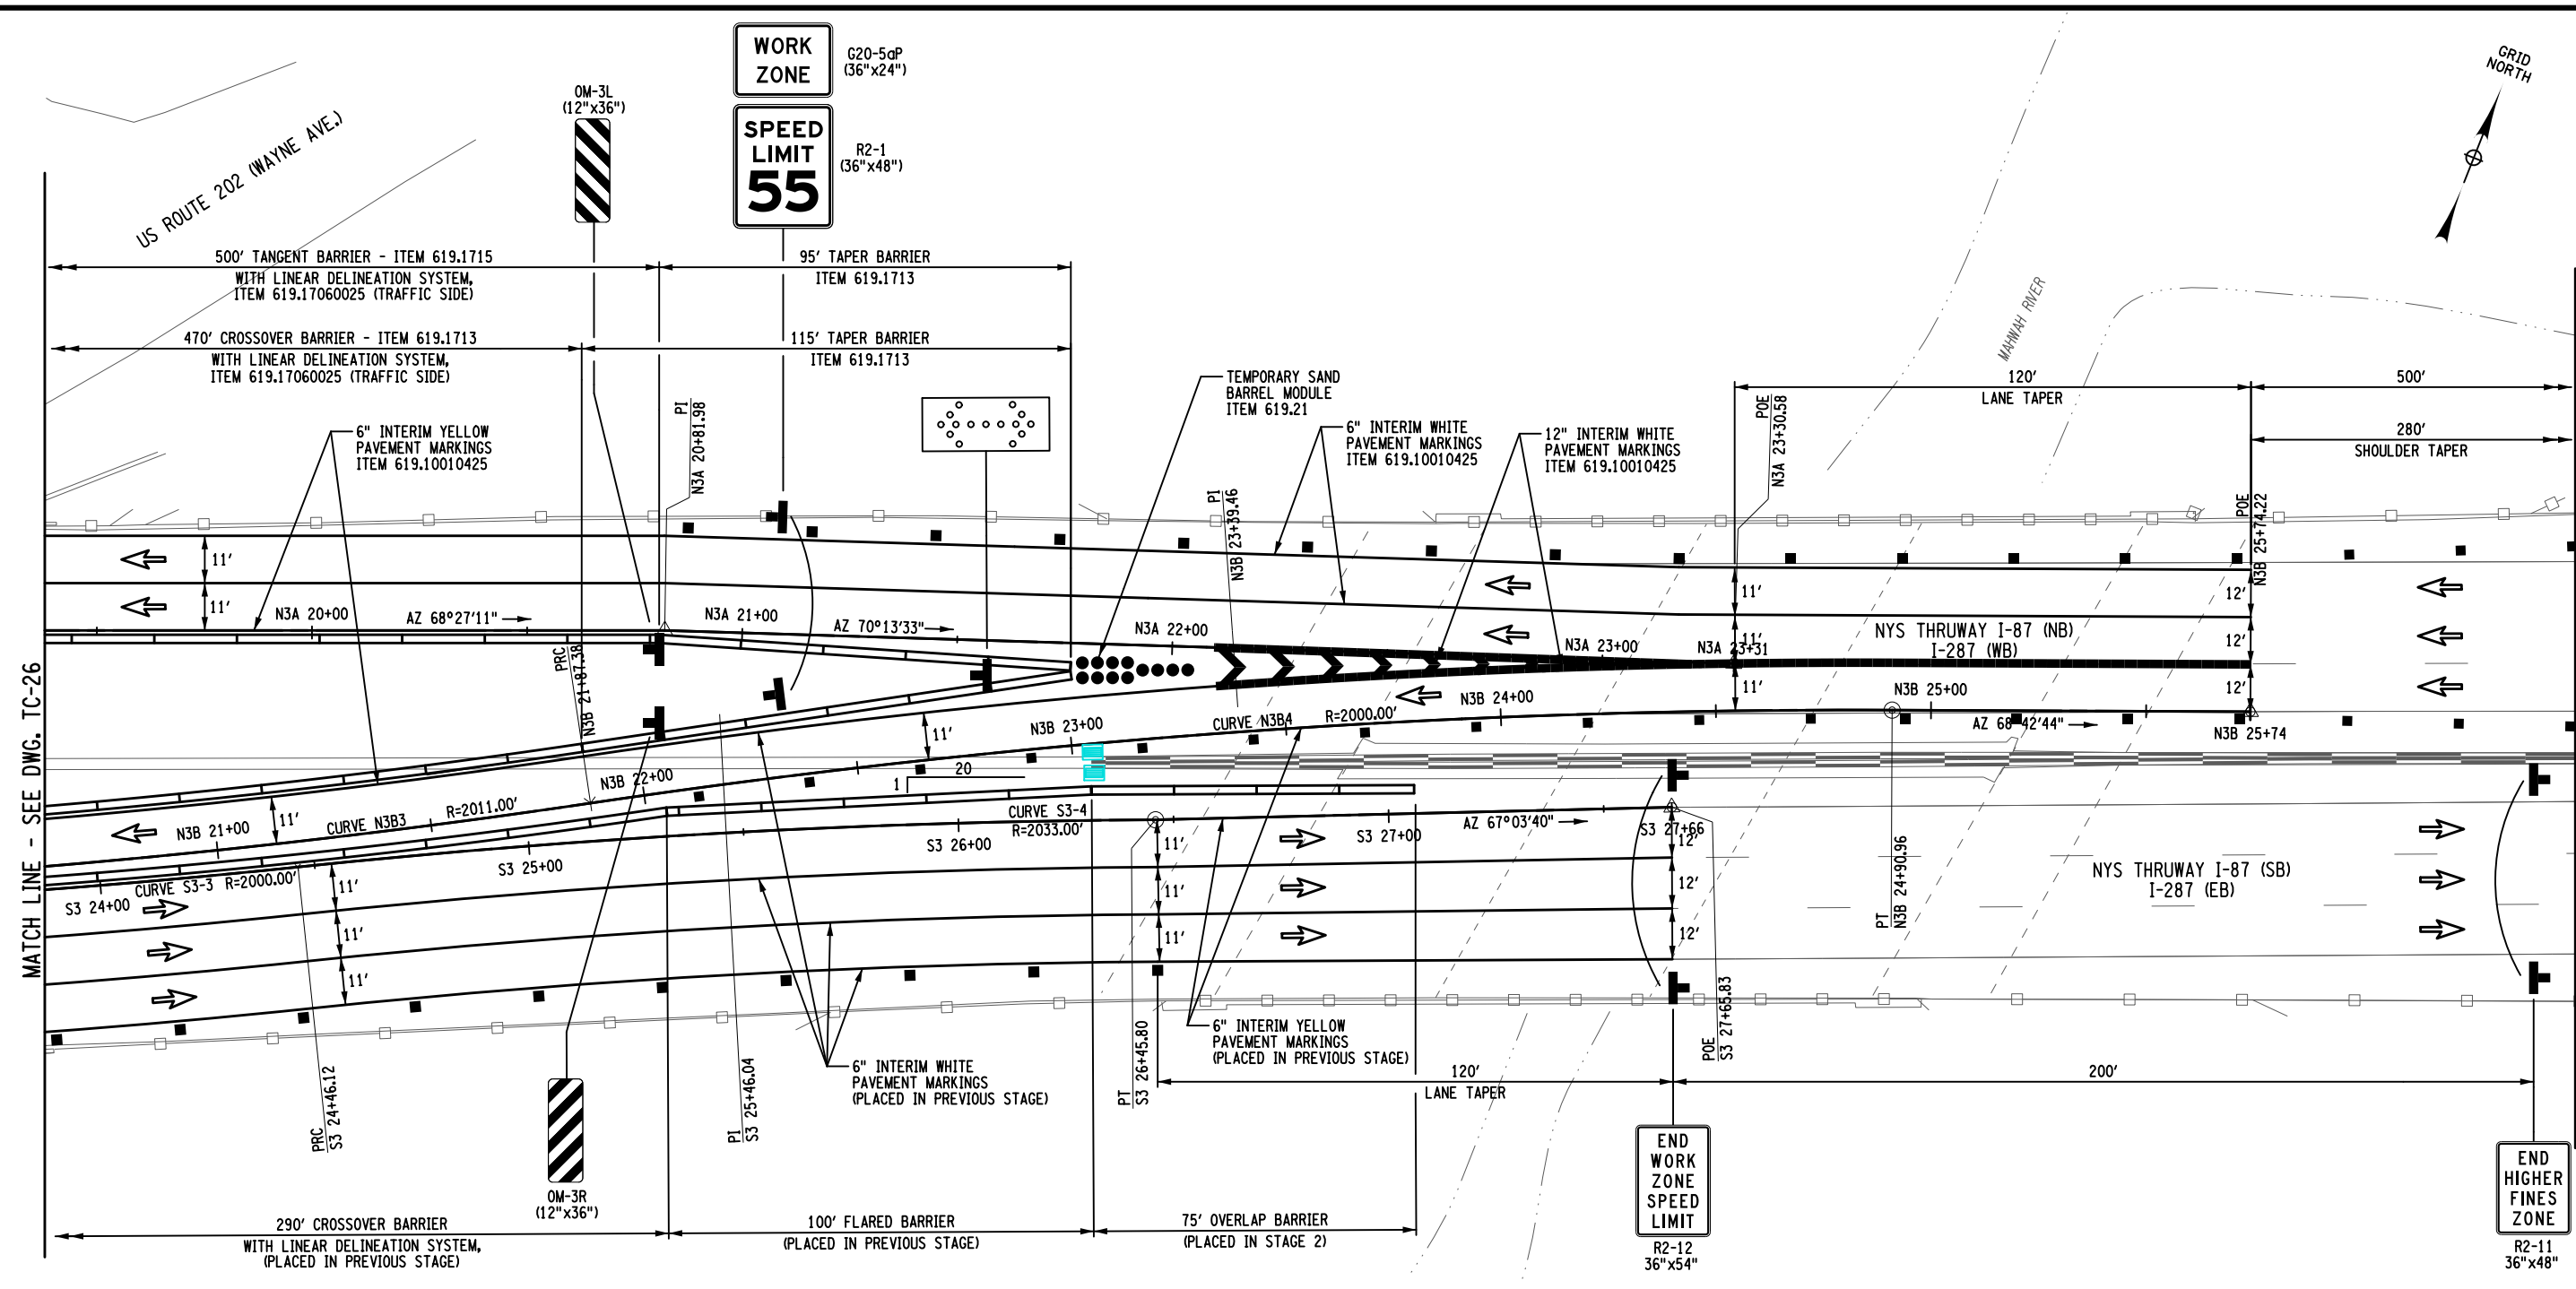 WORK
ZONE
G20-5aP
(36"x24")
SPEED
LIMIT
55
R2-1
(36"x48")
OM-3L
(12"x36")
GRID
NORTH
US ROUTE 202 (WAYNE AVE.)
500' TANGENT BARRIER - ITEM 619.1715
WITH LINEAR DELINEATION SYSTEM,
ITEM 619.17060025 (TRAFFIC SIDE)
95' TAPER BARRIER
ITEM 619.1713
470' CROSSOVER BARRIER - ITEM 619.1713
WITH LINEAR DELINEATION SYSTEM,
ITEM 619.17060025 (TRAFFIC SIDE)
115' TAPER BARRIER
ITEM 619.1713
MAHWAH RIVER
TEMPORARY SAND
BARREL MODULE
ITEM 619.21
120'
LANE TAPER
500'
280'
SHOULDER TAPER
6" INTERIM YELLOW
PAVEMENT MARKINGS
ITEM 619.10010425
6" INTERIM WHITE
PAVEMENT MARKINGS
ITEM 619.10010425
12" INTERIM WHITE
PAVEMENT MARKINGS
ITEM 619.10010425
PI
N3A 20+81.98
PI
N3B 23+39.46
POE
N3A 23+30.58
POE
N3B 25+74.22
11'
11'
N3A 20+00
AZ 68°27'11"
N3A 21+00
AZ 70°13'33"
N3A 22+00
N3A 23+00
N3A 23+31
11'
11'
11'
12'
12'
12'
NYS THRUWAY I-87 (NB)
I-287 (WB)
PRC
N3B 21+87.38
N3B 21+00
11'
CURVE N3B3
R=2011.00'
N3B 22+00
11'
N3B 23+00
CURVE N3B4
R=2000.00'
N3B 24+00
N3B 25+00
AZ 68°42'44"
N3B 25+74
MATCH LINE - SEE DWG. TC-26
1
20
S3 24+00
CURVE S3-3
R=2000.00'
S3 25+00
CURVE S3-4
R=2033.00'
S3 26+00
S3 27+00
AZ 67°03'40"
S3 27+66
11'
11'
11'
11'
11'
11'
12'
12'
12'
PT
N3B 24+90.96
NYS THRUWAY I-87 (SB)
I-287 (EB)
PRC
S3 24+46.12
PI
S3 25+46.04
PT
S3 26+45.80
POE
S3 27+65.83
6" INTERIM WHITE
PAVEMENT MARKINGS
(PLACED IN PREVIOUS STAGE)
6" INTERIM YELLOW
PAVEMENT MARKINGS
(PLACED IN PREVIOUS STAGE)
120'
LANE TAPER
200'
OM-3R
(12"x36")
290' CROSSOVER BARRIER
WITH LINEAR DELINEATION SYSTEM,
(PLACED IN PREVIOUS STAGE)
100' FLARED BARRIER
(PLACED IN PREVIOUS STAGE)
75' OVERLAP BARRIER
(PLACED IN STAGE 2)
END
WORK
ZONE
SPEED
LIMIT
R2-12
36"x54"
END
HIGHER
FINES
ZONE
R2-11
36"x48"